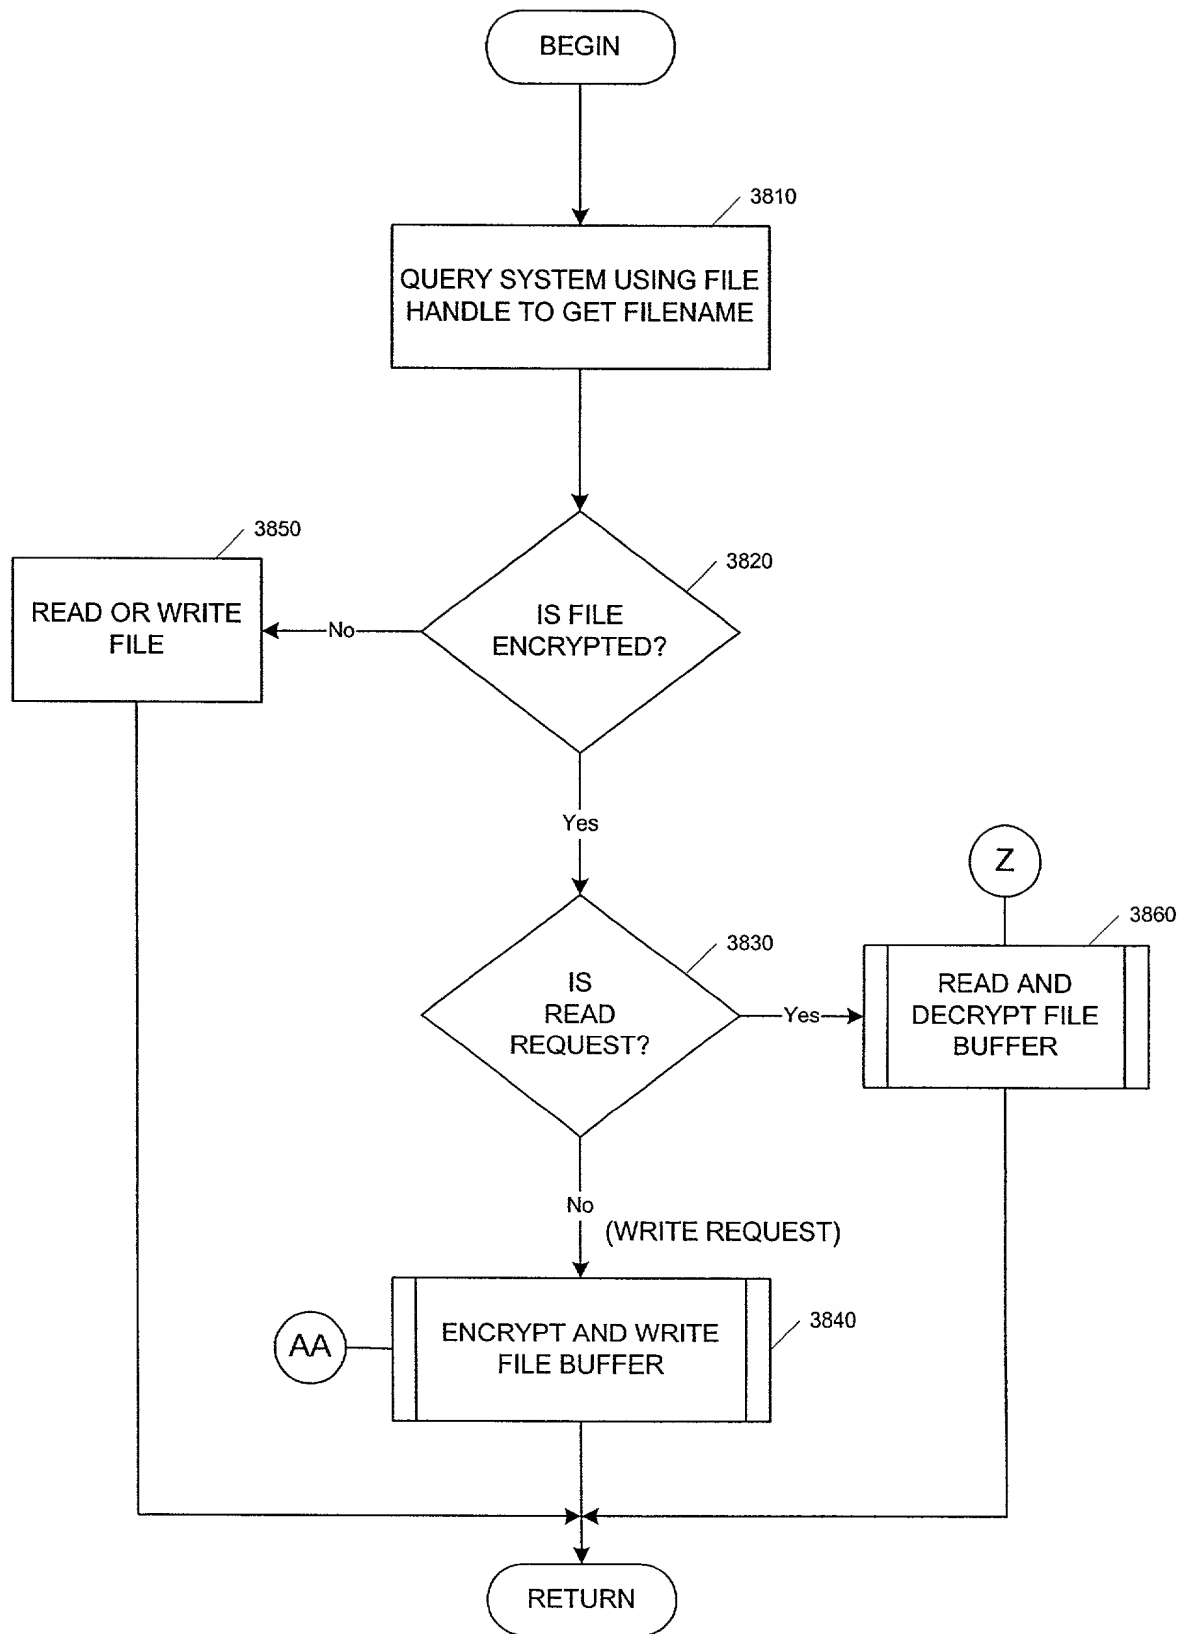 BEGIN
3810
QUERY SYSTEM USING FILE
HANDLE TO GET FILENAME
3850
READ OR WRITE
FILE
No
3820
IS FILE
ENCRYPTED?
Yes
Z
3830
IS
READ
REQUEST?
Yes
3860
READ AND
DECRYPT FILE
BUFFER
No
(WRITE REQUEST)
AA
ENCRYPT AND WRITE
FILE BUFFER
3840
RETURN